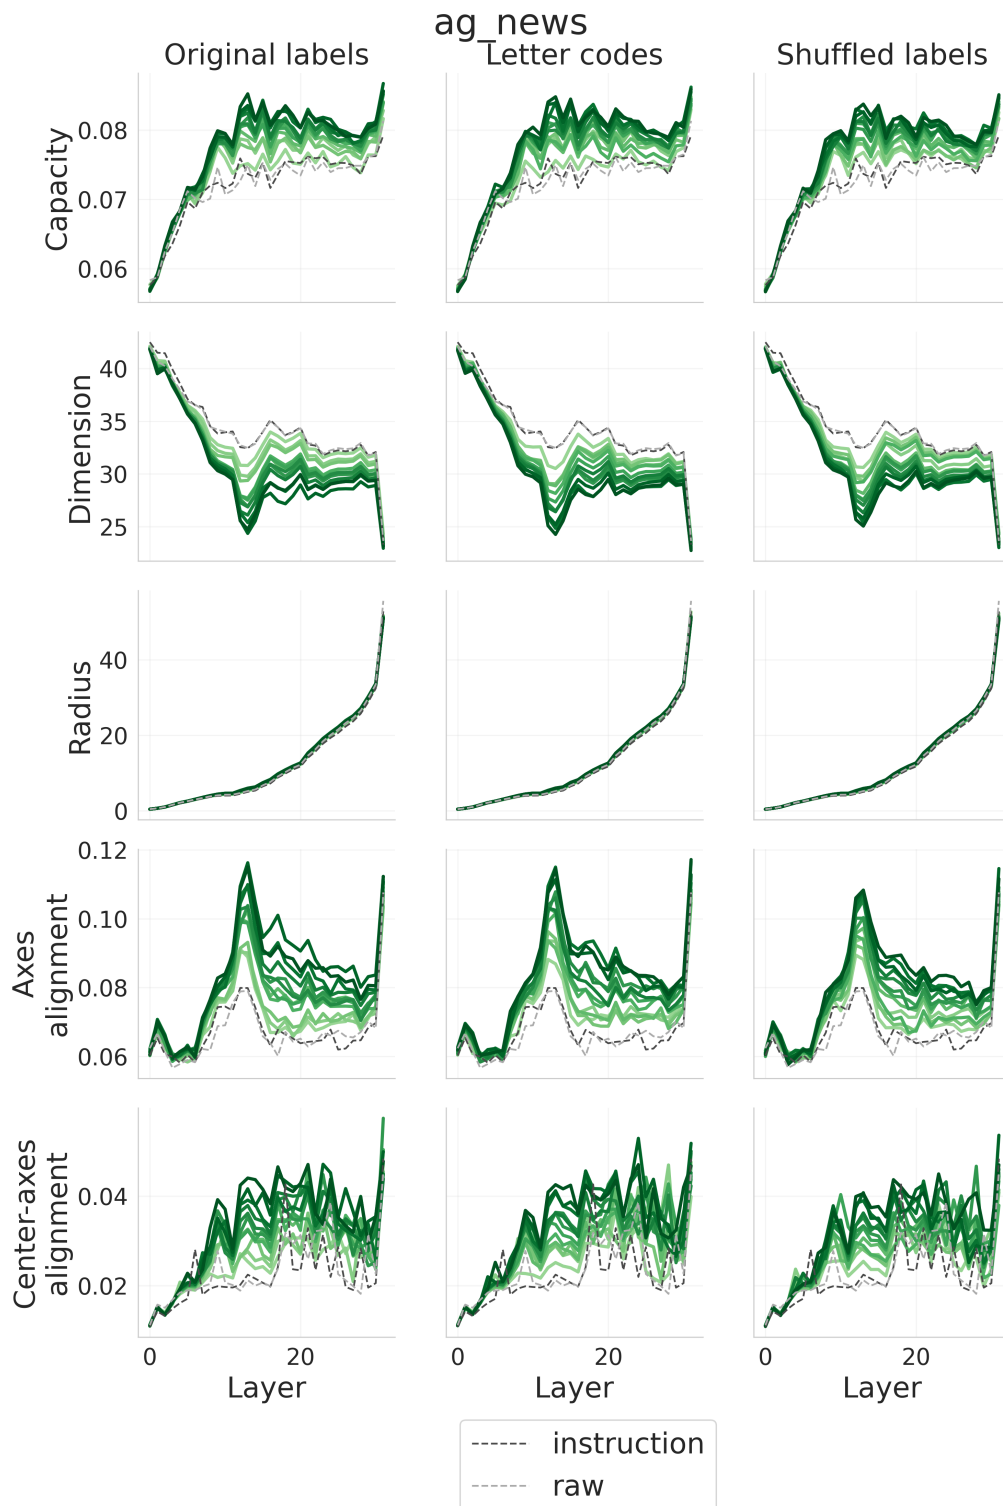 ag_news
Original labels
Letter codes
Shuffled labels
Capacity
0.08
0.07
0.06
Dimension
40
35
30
25
Radius
40
20
0
Axes
alignment
0.12
0.10
0.08
0.06
Center-axes
alignment
0.04
0.02
0 20
0 20
0 20
Layer
Layer
Layer
instruction
raw